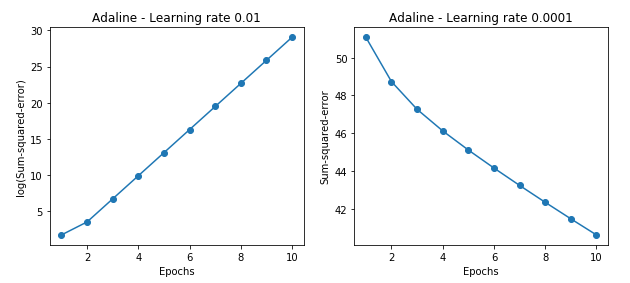 Adaline - Learning rate 0.01
log(Sum-squared-error)
30
25
20
15
10
5
2 4 6 8 10
Epochs
Adaline - Learning rate 0.0001
Sum-squared-error
50
48
46
44
42
2 4 6 8 10
Epochs